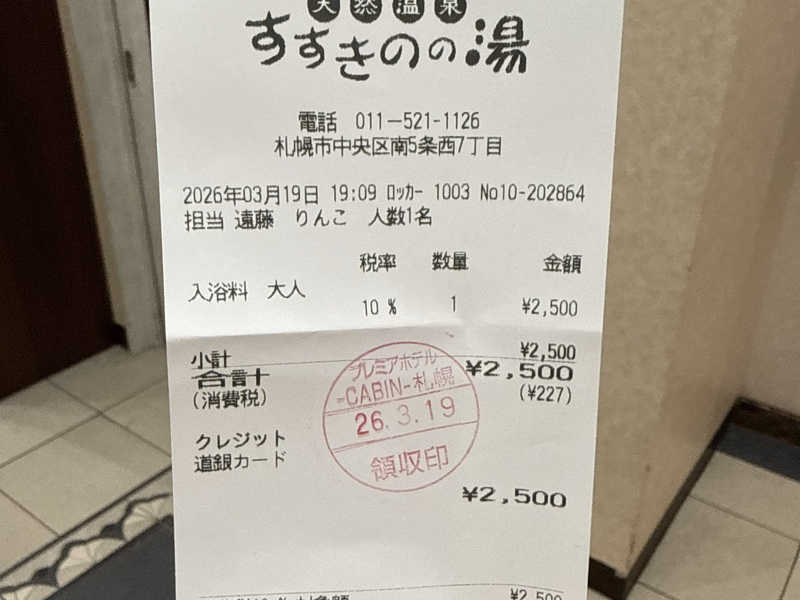 天然温泉
すすきのの湯
電話 011-521-1126
札幌市中央区南5条西7丁目
2026年03月19日 19:09 ロッカー 1003 No10-202864
担当 遠藤 りんこ 人数1名
税率 数量 金額
入浴料 大人
10 % 1 ¥2,500
小計 ¥2,500
合計 ¥2,500
(消費税) (¥227)
プレミアホテル
-CABIN-札幌
26.3.19
領収印
クレジット
道銀カード
¥2,500
¥2,500